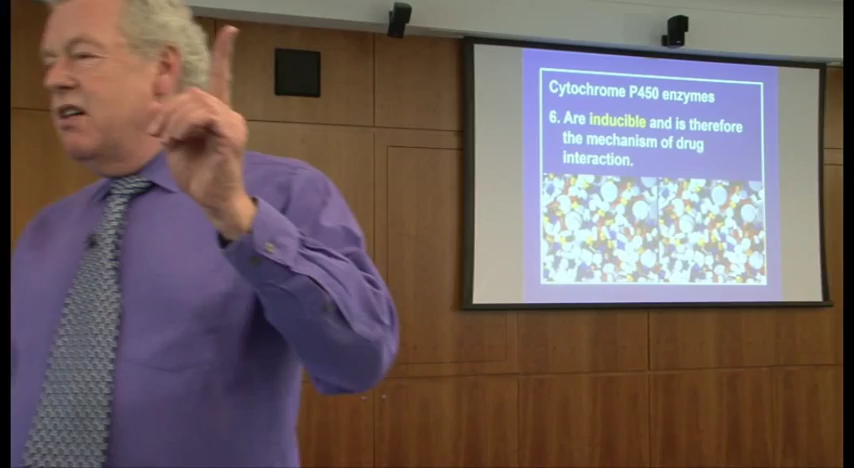 Cytochrome P450 enzymes
6. Are inducible and is therefore
the mechanism of drug
interaction.